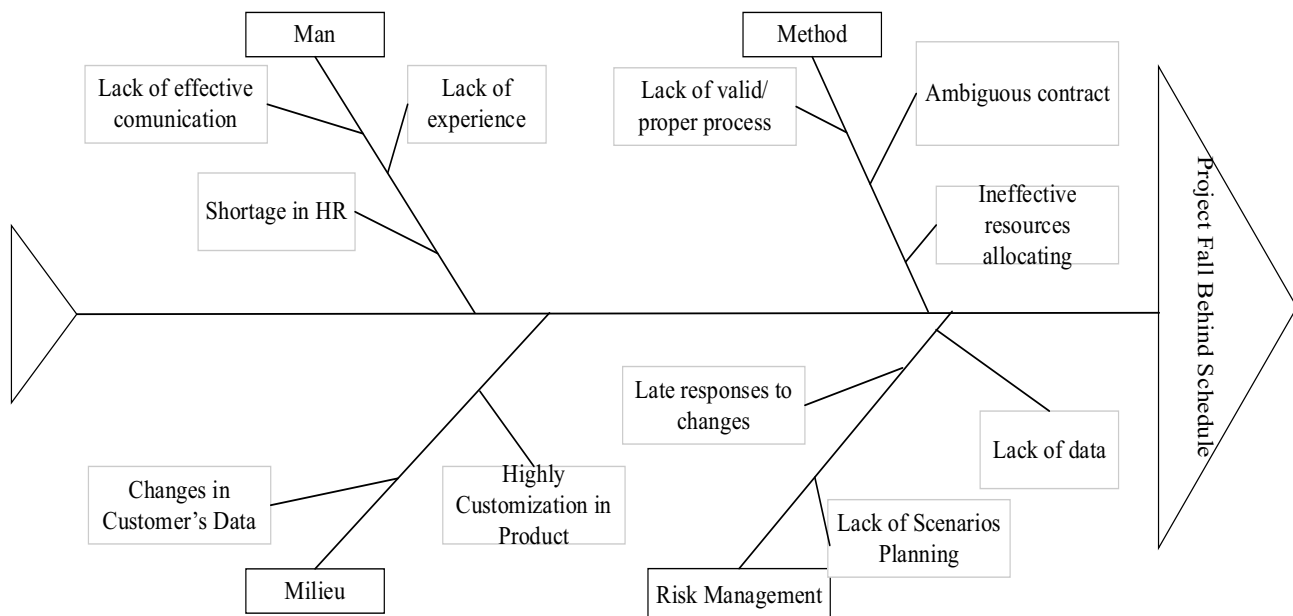 Man
Method
Lack of effective
comunication
Lack of
experience
Lack of valid/
proper process
Ambiguous contract
Shortage in HR
Ineffective
resources
allocating
Project Fall Behind Schedule
Late responses to
changes
Lack of data
Changes in
Customer’s Data
Highly
Customization in
Product
Lack of Scenarios
Planning
Milieu
Risk Management